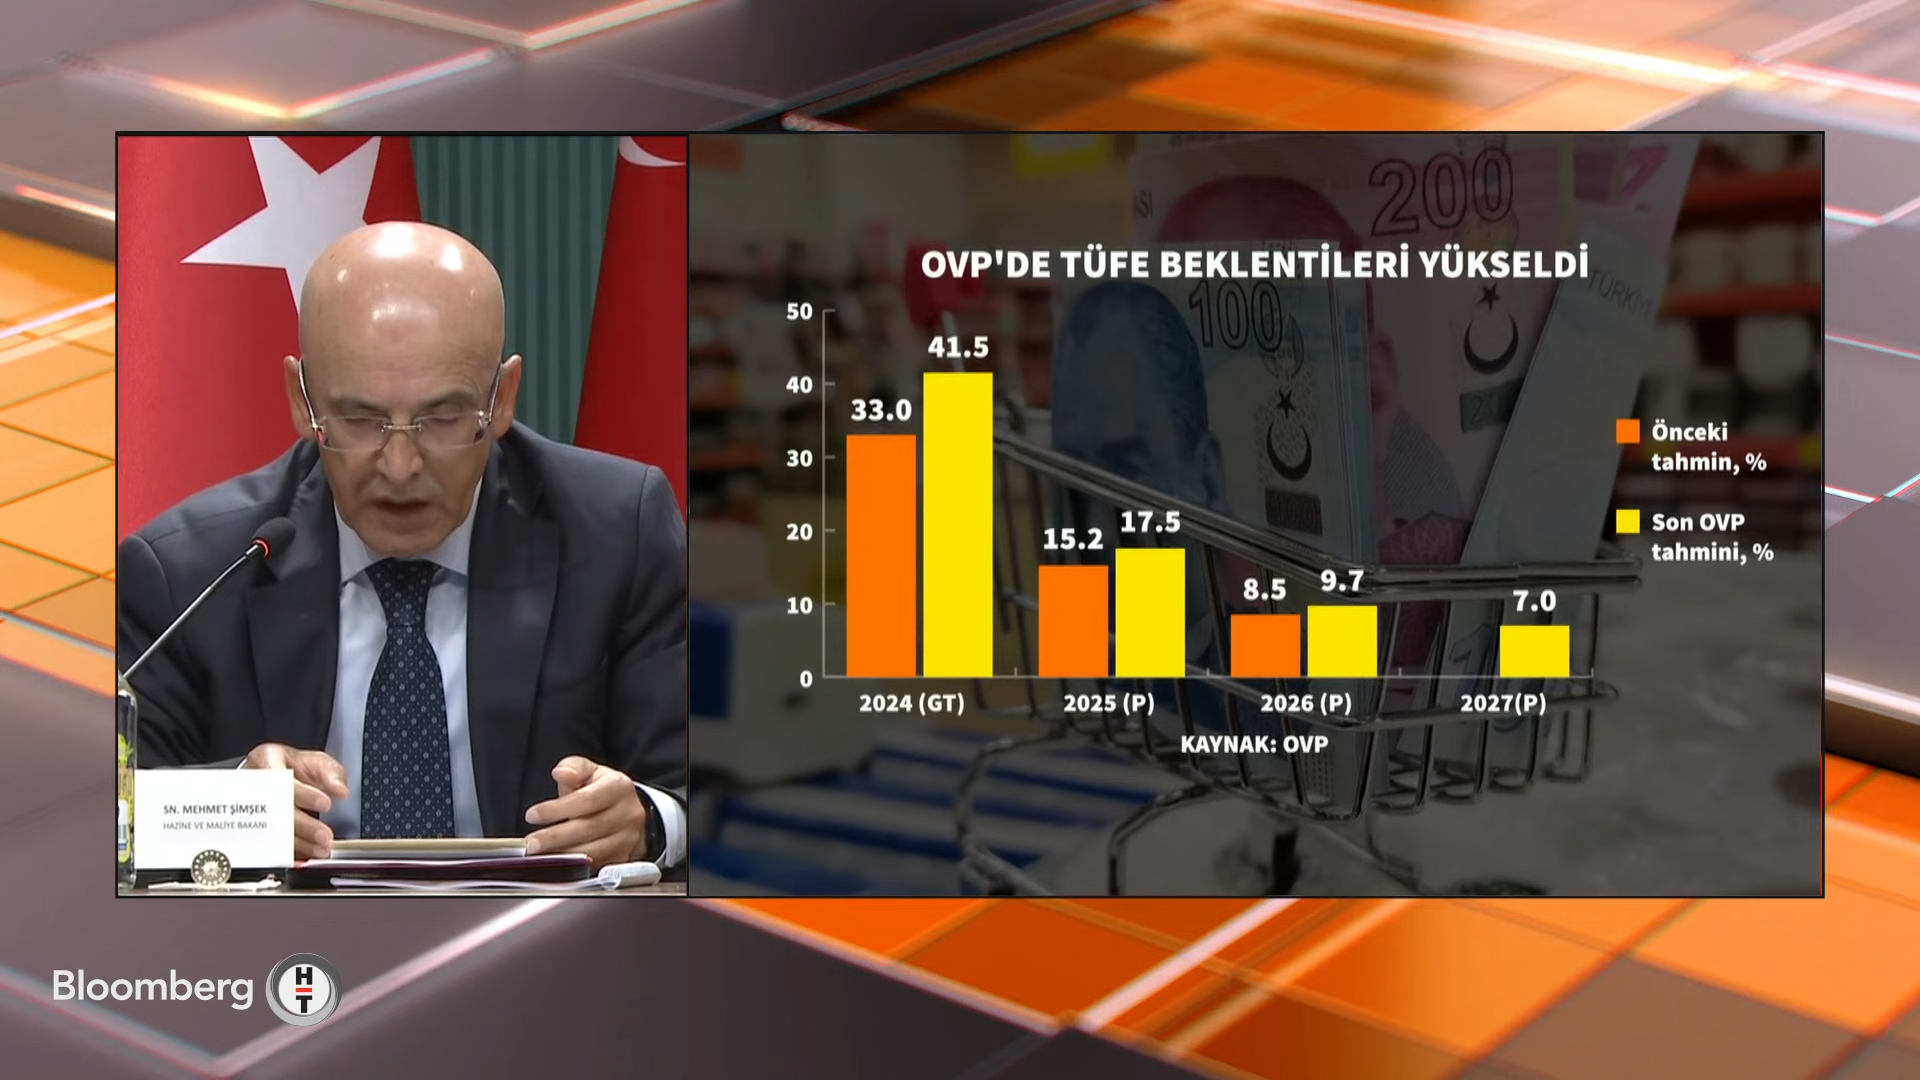 SN. MEHMET ŞİMŞEK
HAZİNE VE MALİYE BAKANI
200
100
TÜRKİYE
OVP'DE TÜFE BEKLENTİLERİ YÜKSELDİ
50
40
30
20
10
0
33.0
41.5
15.2
17.5
8.5
9.7
7.0
2024 (GT)
2025 (P)
2026 (P)
2027(P)
Önceki
tahmin, %
Son OVP
tahmini, %
KAYNAK: OVP
Bloomberg
HT